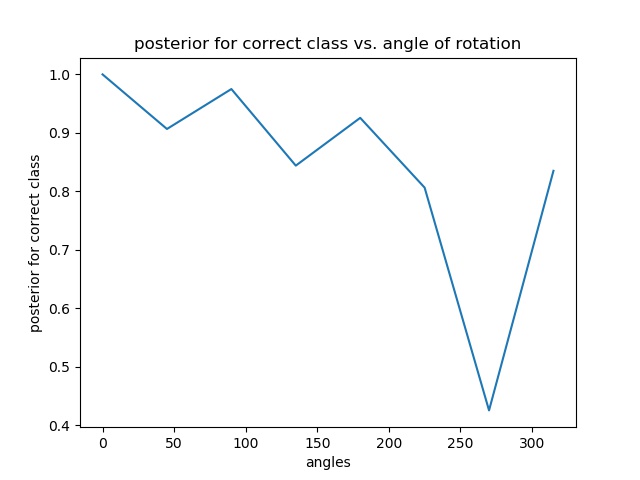 posterior for correct class vs. angle of rotation
1.0
0.9
0.8
0.7
0.6
0.5
0.4
posterior for correct class
0 50 100 150 200 250 300
angles